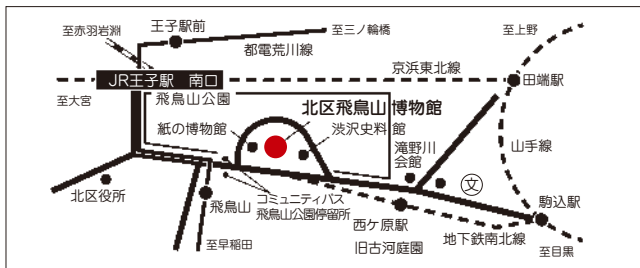 至赤羽岩淵
王子駅前
至三ノ輪橋
都電荒川線
至上野
JR王子駅 南口
京浜東北線
田端駅
至大宮
飛鳥山公園
北区飛鳥山博物館
紙の博物館
渋沢史料館
滝野川
会館
山手線
文
北区役所
飛鳥山
コミュニティバス
飛鳥山公園停留所
西ケ原駅
旧古河庭園
駒込駅
地下鉄南北線
至早稲田
至目黒